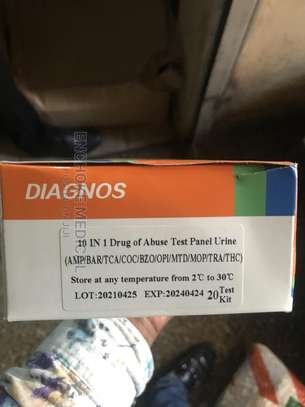 DIAGNOS
10 IN 1 Drug of Abuse Test Panel Urine
(AMP/BAR/TCA/COC/BZO/OPI/MTD/MOP/TRA/THC)
Store at any temperature from 2℃ to 30℃
LOT:20210425 EXP:20240424 20 Test Kit